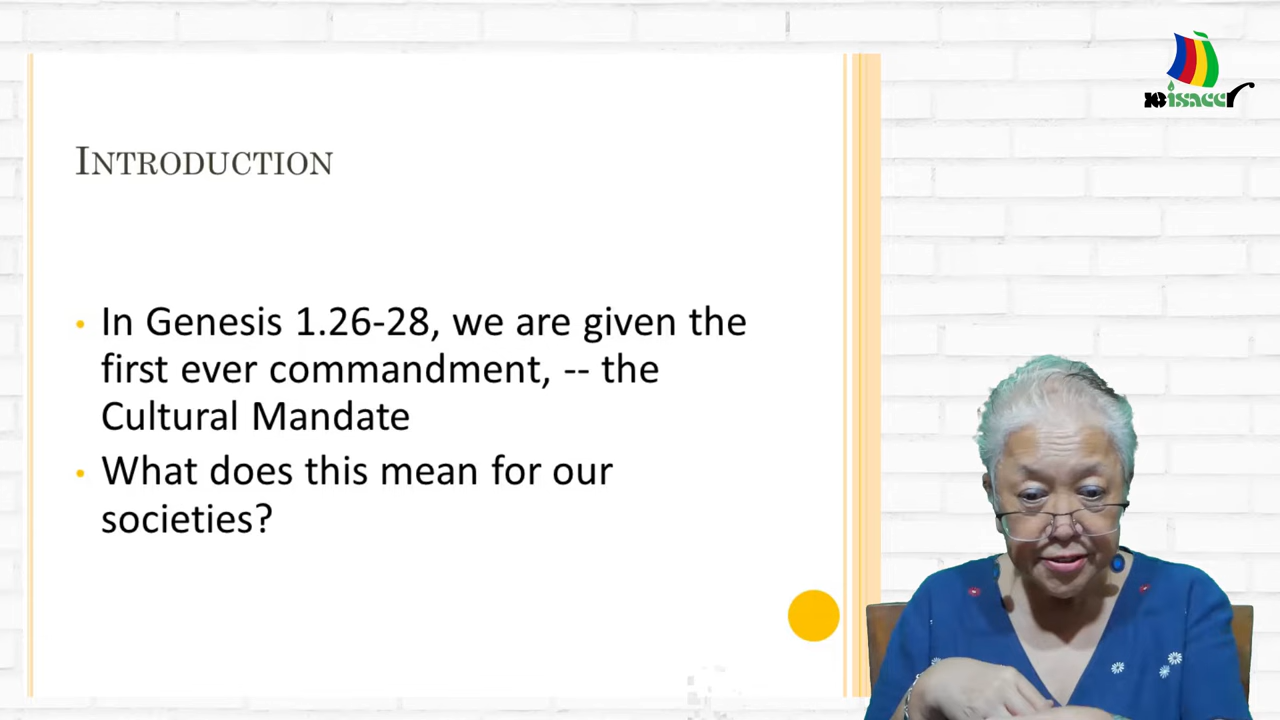 INTRODUCTION
• In Genesis 1.26-28, we are given the
first ever commandment, -- the
Cultural Mandate
• What does this mean for our
societies?